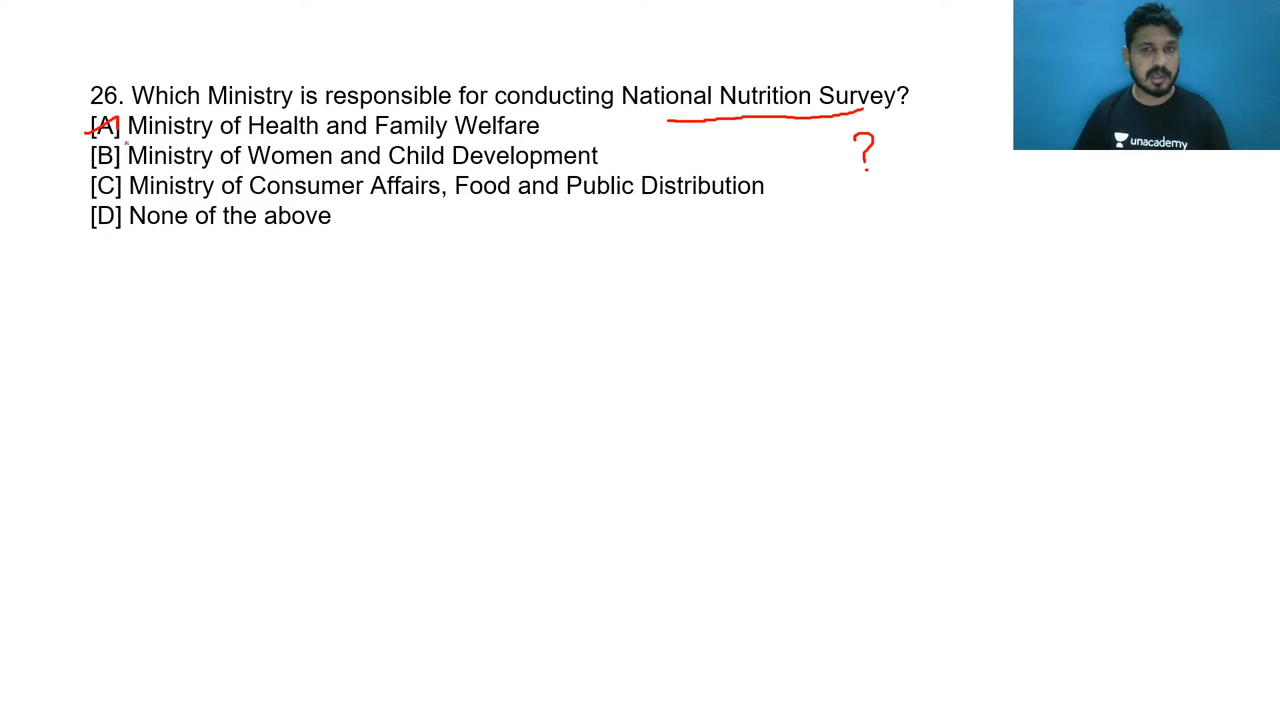 26. Which Ministry is responsible for conducting National Nutrition Survey?
[A] Ministry of Health and Family Welfare
[B] Ministry of Women and Child Development
[C] Ministry of Consumer Affairs, Food and Public Distribution
[D] None of the above
?
unacademy